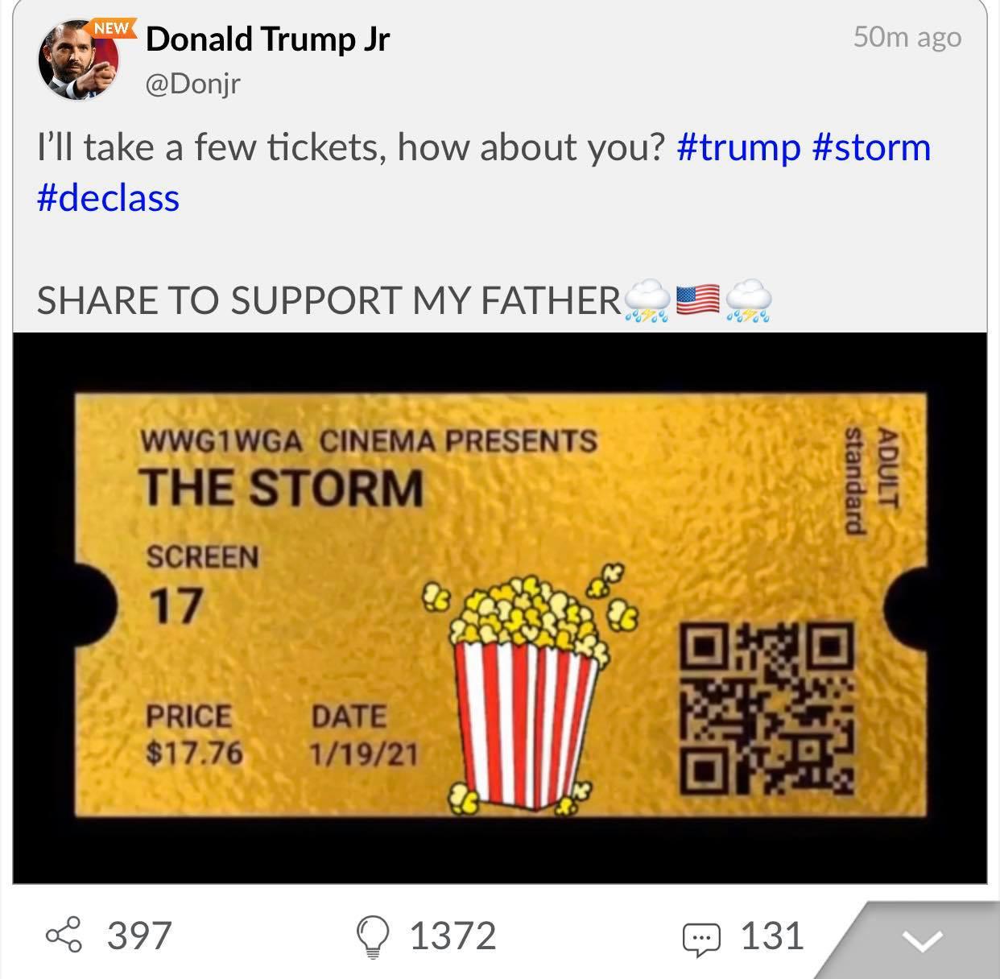 NEW
Donald Trump Jr
50m ago
@Donjr
I’ll take a few tickets, how about you? #trump #storm
#declass
SHARE TO SUPPORT MY FATHER⛈️🇺🇸⛈️
WWG1WGA CINEMA PRESENTS
THE STORM
ADULT
standard
SCREEN
17
PRICE
DATE
$17.76
1/19/21
397
1372
131